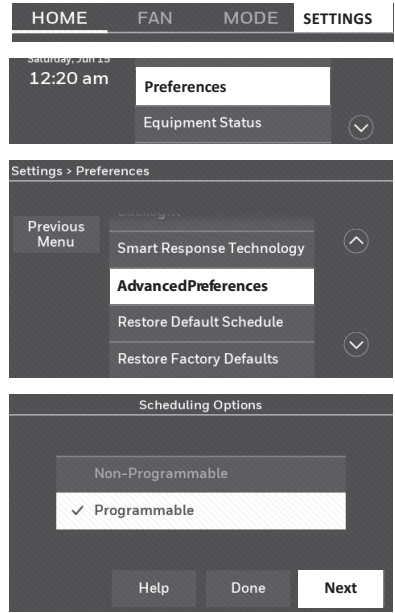 HOME FAN MODE SETTINGS
Saturday, Jun 15
12:20 am
Preferences
Equipment Status
Settings > Preferences
Previous
Menu
Smart Response Technology
AdvancedPreferences
Restore Default Schedule
Restore Factory Defaults
Scheduling Options
Non-Programmable
✓ Programmable
Help Done Next